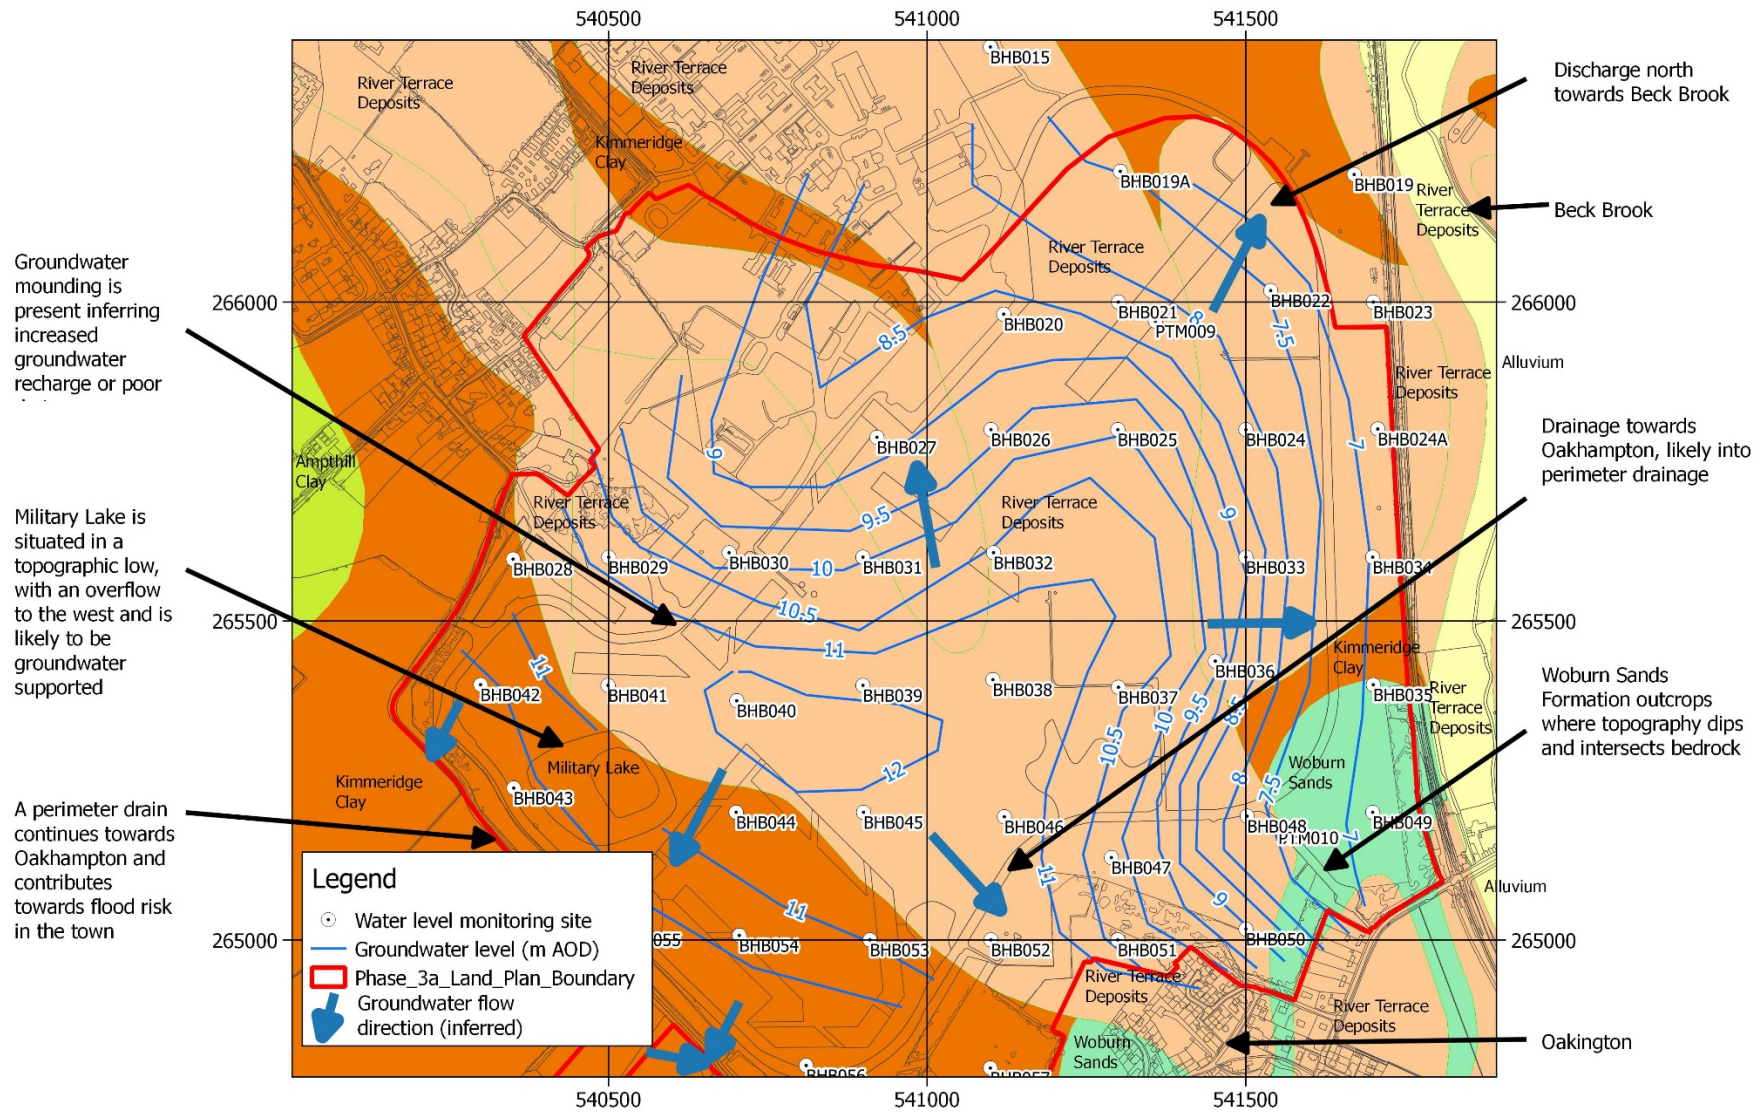 540500
541000
541500
BHB015
River Terrace
Deposits
River Terrace
Deposits
Kimmeridge
Clay
Discharge north
towards Beck Brook
BHB019A
BHB019
River
Terrace
Deposits
Beck Brook
River Terrace
Deposits
Groundwater
mounding is
present inferring
increased
groundwater
recharge or poor
266000
266000
BHB022
BHB021
BHB023
BHB020
PTM009
8
7.5
8.5
Alluvium
River Terrace
Deposits
BHB027
BHB026
BHB025
BHB024
BHB024A
7
9
Drainage towards
Oakhampton, likely into
perimeter drainage
Ampthill
Clay
River Terrace
Deposits
River Terrace
Deposits
9.5
9
Military Lake is
situated in a
topographic low,
with an overflow
to the west and is
likely to be
groundwater
supported
BHB028
BHB029
BHB030
10
BHB031
BHB032
BHB033
BHB034
10.5
265500
265500
11
Kimmeridge
Clay
11
BHB036
BHB042
BHB041
BHB040
BHB039
BHB038
BHB037
BHB035
River
Terrace
Deposits
10
9.5
8.5
10.5
Woburn Sands
Formation outcrops
where topography dips
and intersects bedrock
Military Lake
12
8
7.5
Woburn
Sands
Kimmeridge
Clay
BHB043
BHB044
BHB045
BHB046
BHB048
PTM010
BHB049
7
A perimeter drain
continues towards
Oakhampton and
contributes
towards flood risk
in the town
BHB047
11
Alluvium
11
9
Legend
Water level monitoring site
Groundwater level (m AOD)
Phase_3a_Land_Plan_Boundary
Groundwater flow
direction (inferred)
055
BHB054
BHB053
BHB052
BHB051
BHB050
265000
265000
River Terrace
Deposits
River Terrace
Deposits
Woburn
Sands
Oakington
BHB056
BHB057
540500
541000
541500